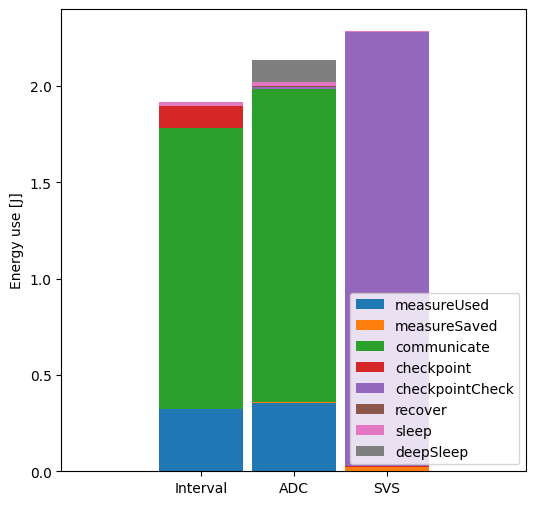 Energy use [J]
2.0
1.5
1.0
0.5
0.0
measureUsed
measureSaved
communicate
checkpoint
checkpointCheck
recover
sleep
deepSleep
Interval ADC SVS